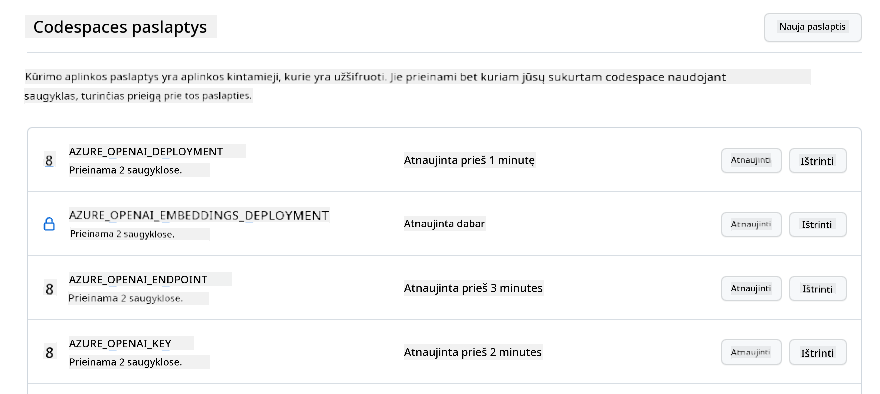 Codespaces paslaptys
Nauja paslaptis
Kūrimo aplinkos paslaptys yra aplinkos kintamieji, kurie yra užšifruoti. Jie prieinami bet kuriam jūsų sukurtam codespace naudojant
saugyklas, turinčias prieigą prie tos paslapties.
8 AZURE_OPENAI_DEPLOYMENT
Prieinama 2 saugyklose.
Atnaujinta prieš 1 minutę
Atnaujinti
Ištrinti
AZURE_OPENAI_EMBEDDINGS_DEPLOYMENT
Prieinama 2 saugyklose.
Atnaujinta dabar
Atnaujinti
Ištrinti
8 AZURE_OPENAI_ENDPOINT
Prieinama 2 saugyklose.
Atnaujinta prieš 3 minutes
Atnaujinti
Ištrinti
8 AZURE_OPENAI_KEY
Prieinama 2 saugyklose.
Atnaujinta prieš 2 minutes
Atnaujinti
Ištrinti